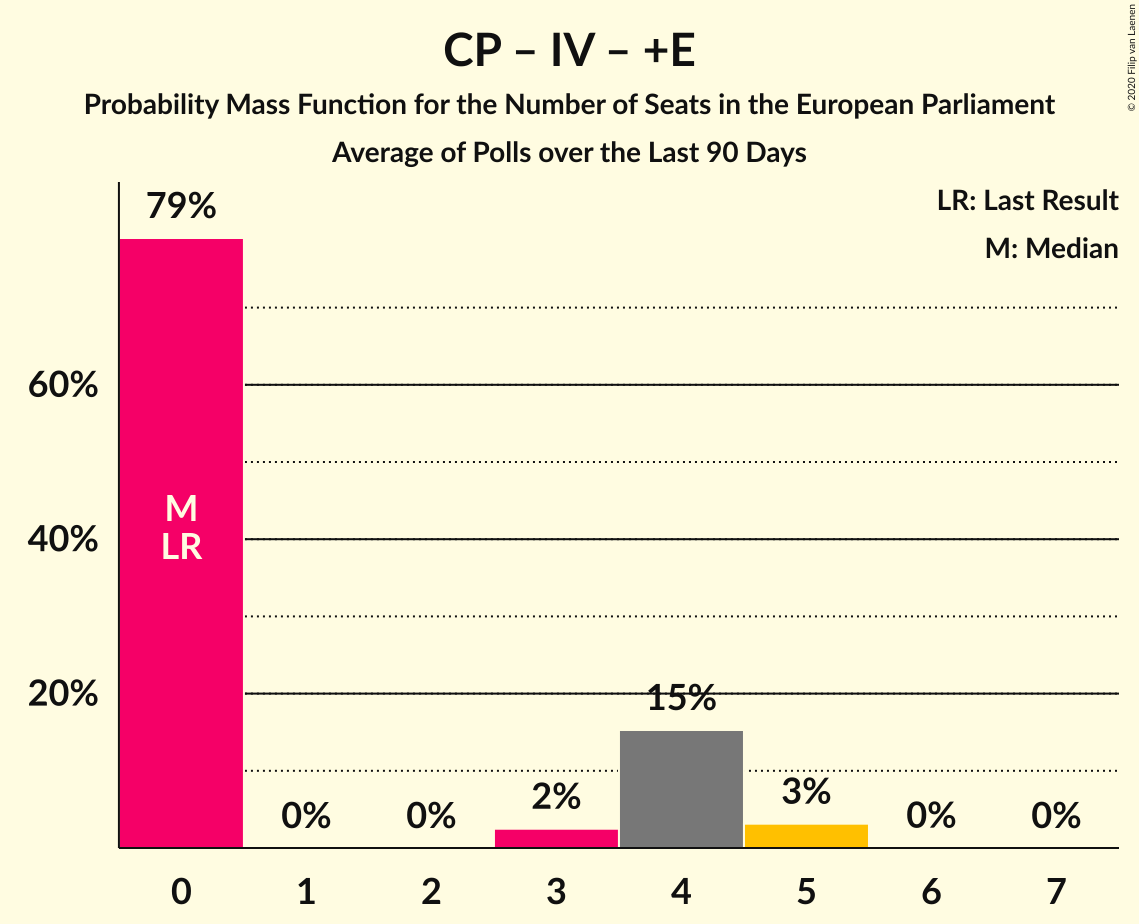 CP – IV – +E
Probability Mass Function for the Number of Seats in the European Parliament
Average of Polls over the Last 90 Days
© 2020 Filip van Laenen
LR: Last Result
M: Median
79%
60%
40%
20%
M
LR
0%
0%
2%
15%
3%
0%
0%
0
1
2
3
4
5
6
7